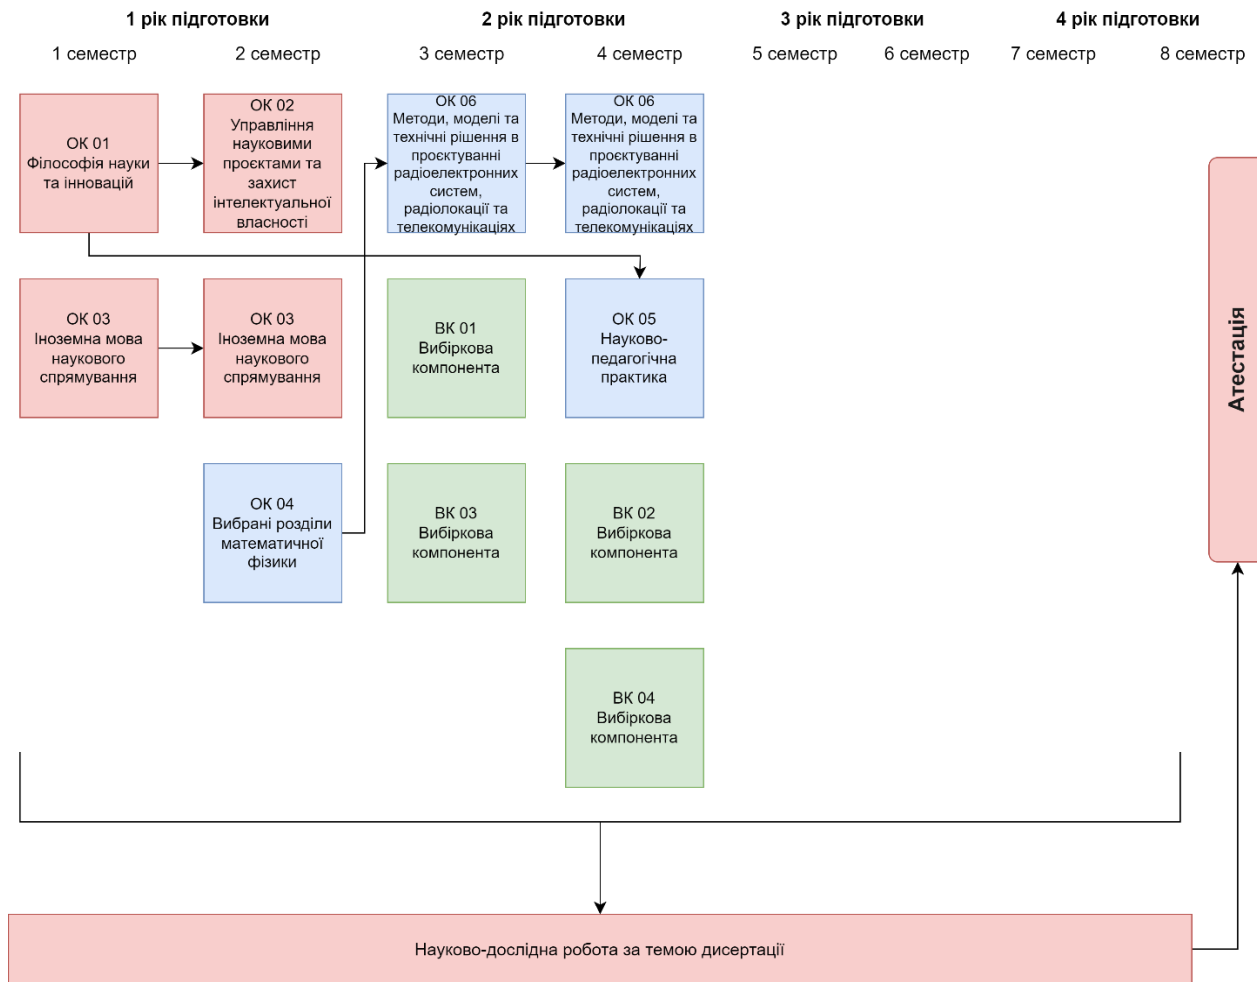 1 рік підготовки
2 рік підготовки
3 рік підготовки
4 рік підготовки
1 семестр
2 семестр
3 семестр
4 семестр
5 семестр
6 семестр
7 семестр
8 семестр
ОК 01
Філософія науки
та інновацій
ОК 02
Управління
науковими
проєктами та
захист
інтелектуальної
власності
ОК 06
Методи, моделі та
технічні рішення в
проєктуванні
радіоелектронних
систем,
радіолокації та
телекомунікаціях
ОК 06
Методи, моделі та
технічні рішення в
проєктуванні
радіоелектронних
систем,
радіолокації та
телекомунікаціях
ОК 03
Іноземна мова
наукового
спрямування
ОК 03
Іноземна мова
наукового
спрямування
ВК 01
Вибіркова
компонента
ОК 05
Науково-
педагогічна
практика
Атестація
ОК 04
Вибрані розділи
математичної
фізики
ВК 03
Вибіркова
компонента
ВК 02
Вибіркова
компонента
ВК 04
Вибіркова
компонента
Науково-дослідна робота за темою дисертації